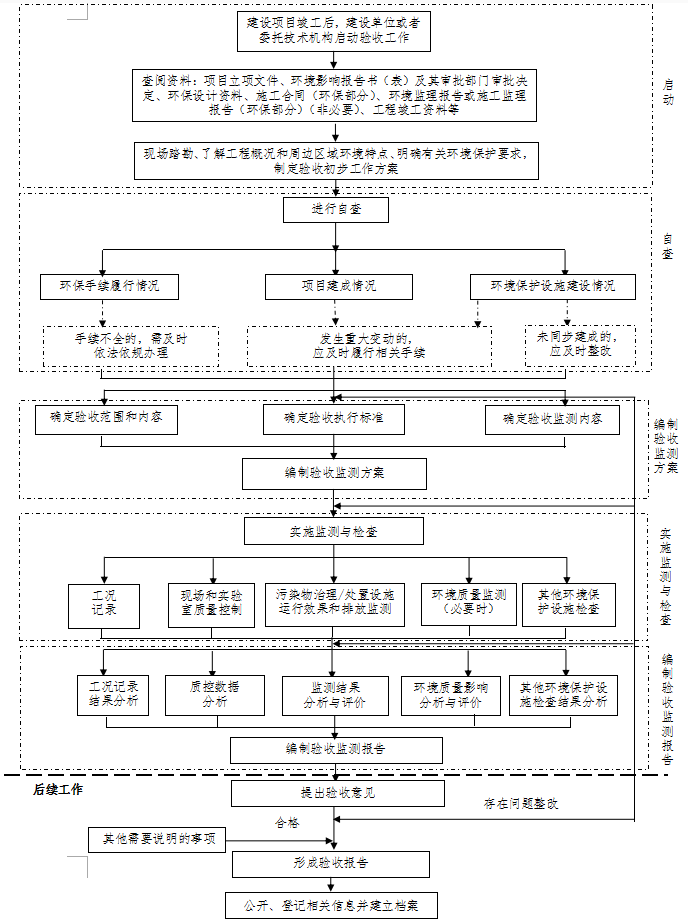 建设项目竣工后，建设单位或者
委托技术机构启动验收工作
查阅资料：项目立项文件、环境影响报告书（表）及其审批部门审批决
定、环保设计资料、施工合同（环保部分）、环境监理报告或施工监理
报告（环保部分）（非必要）、工程竣工资料等
现场踏勘、了解工程概况和周边区域环境特点、明确有关环境保护要求，
制定验收初步工作方案
启动
进行自查
自查
环保手续履行情况
项目建成情况
环境保护设施建设情况
手续不全的，需及时
依法依规办理
发生重大变动的，
应及时履行相关手续
未同步建成的，
应及时整改
确定验收范围和内容
确定验收执行标准
确定验收监测内容
编制验收监测方案
编制验收监测方案
实施监测与检查
实施监测与检查
工况
记录
现场和实验
室质量控制
污染物治理/处置设施
运行效果和排放监测
环境质量监测
（必要时）
其他环境保
护设施检查
工况记录
结果分析
质控数据
分析
监测结果
分析与评价
环境质量影响
分析与评价
其他环境保护设
施检查结果分析
编制验收监测报告
编制验收监测报告
后续工作
提出验收意见
存在问题整改
合格
其他需要说明的事项
形成验收报告
公开、登记相关信息并建立档案